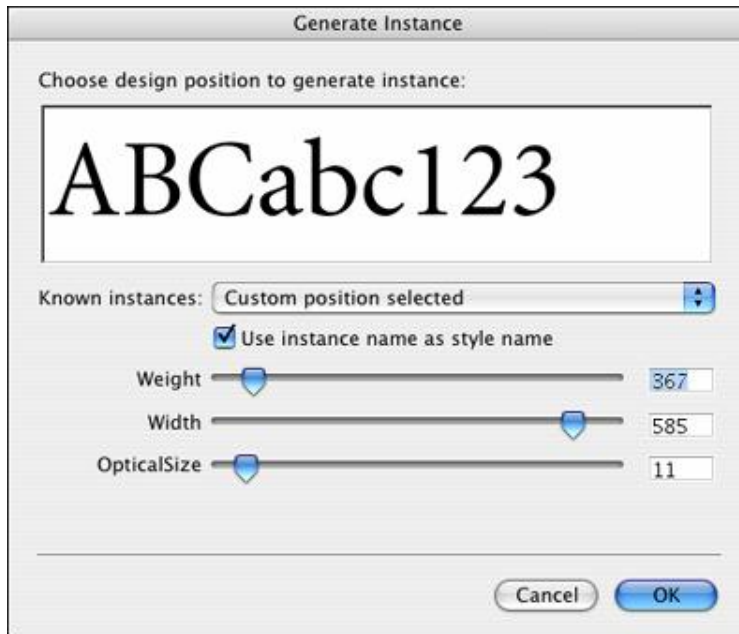 Generate Instance
Choose design position to generate instance:
ABCabc123
Known instances: Custom position selected
Use instance name as style name
Weight 367
Width 585
OpticalSize 11
Cancel OK